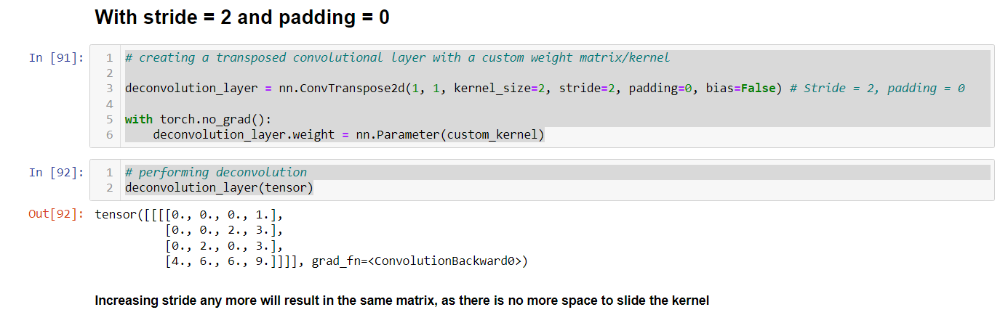 With stride = 2 and padding = 0
In [91]:
1 # creating a transposed convolutional layer with a custom weight matrix/kernel
2
3 deconvolution_layer = nn.ConvTranspose2d(1, 1, kernel_size=2, stride=2, padding=0, bias=False) # Stride = 2, padding = 0
4
5 with torch.no_grad():
6     deconvolution_layer.weight = nn.Parameter(custom_kernel)
In [92]:
1 # performing deconvolution
2 deconvolution_layer(tensor)
Out[92]: tensor([[[[0., 0., 0., 1.],
[0., 0., 2., 3.],
[0., 2., 0., 3.],
[4., 6., 6., 9.]]]], grad_fn=<ConvolutionBackward0>)
Increasing stride any more will result in the same matrix, as there is no more space to slide the kernel